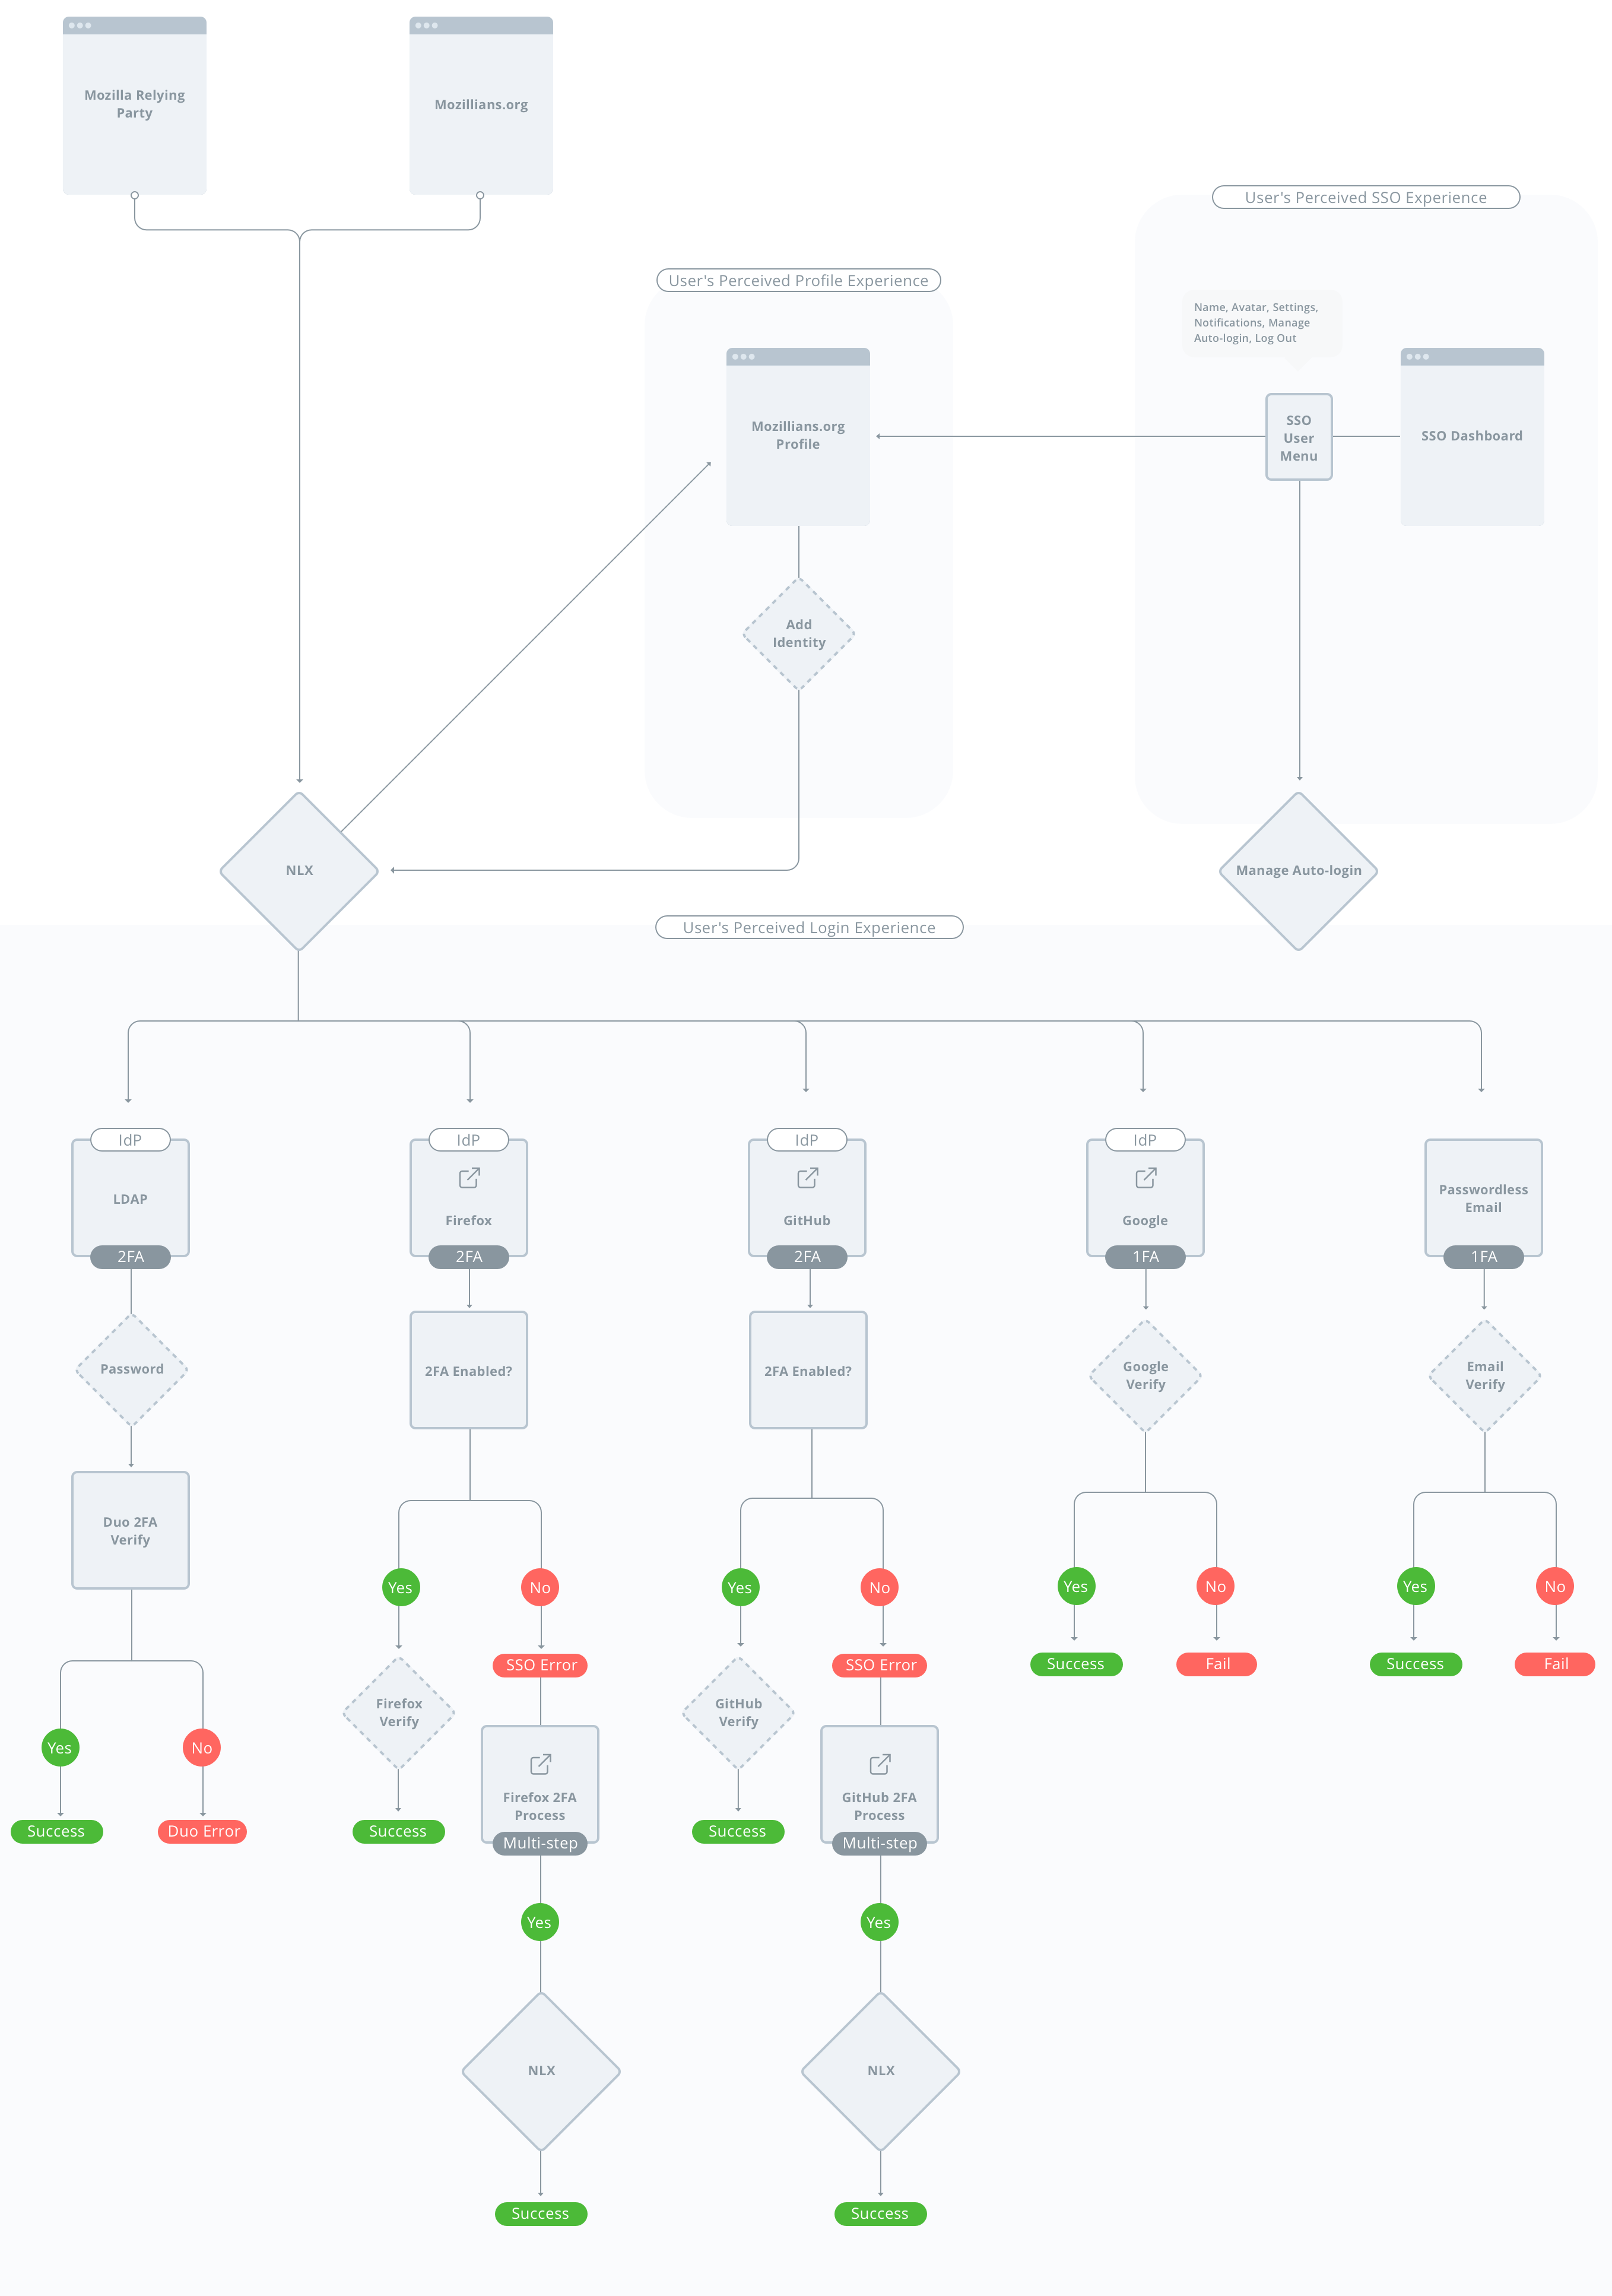 Mozilla Relying
Party
Mozillians.org
User's Perceived SSO Experience
User's Perceived Profile Experience
Name, Avatar, Settings,
Notifications, Manage
Auto-login, Log Out
Mozillians.org
Profile
SSO
User
Menu
SSO Dashboard
Add
Identity
NLX
Manage Auto-login
User's Perceived Login Experience
IdP
LDAP
2FA
IdP
Firefox
2FA
IdP
GitHub
2FA
IdP
Google
1FA
Passwordless
Email
1FA
Password
2FA Enabled?
2FA Enabled?
Google
Verify
Email
Verify
Duo 2FA
Verify
Yes
No
Yes
No
Yes
No
Yes
No
SSO Error
SSO Error
Success
Fail
Success
Fail
Firefox
Verify
GitHub
Verify
Yes
No
Firefox 2FA
Process
Multi-step
GitHub 2FA
Process
Multi-step
Success
Duo Error
Success
Success
Yes
Yes
NLX
NLX
Success
Success